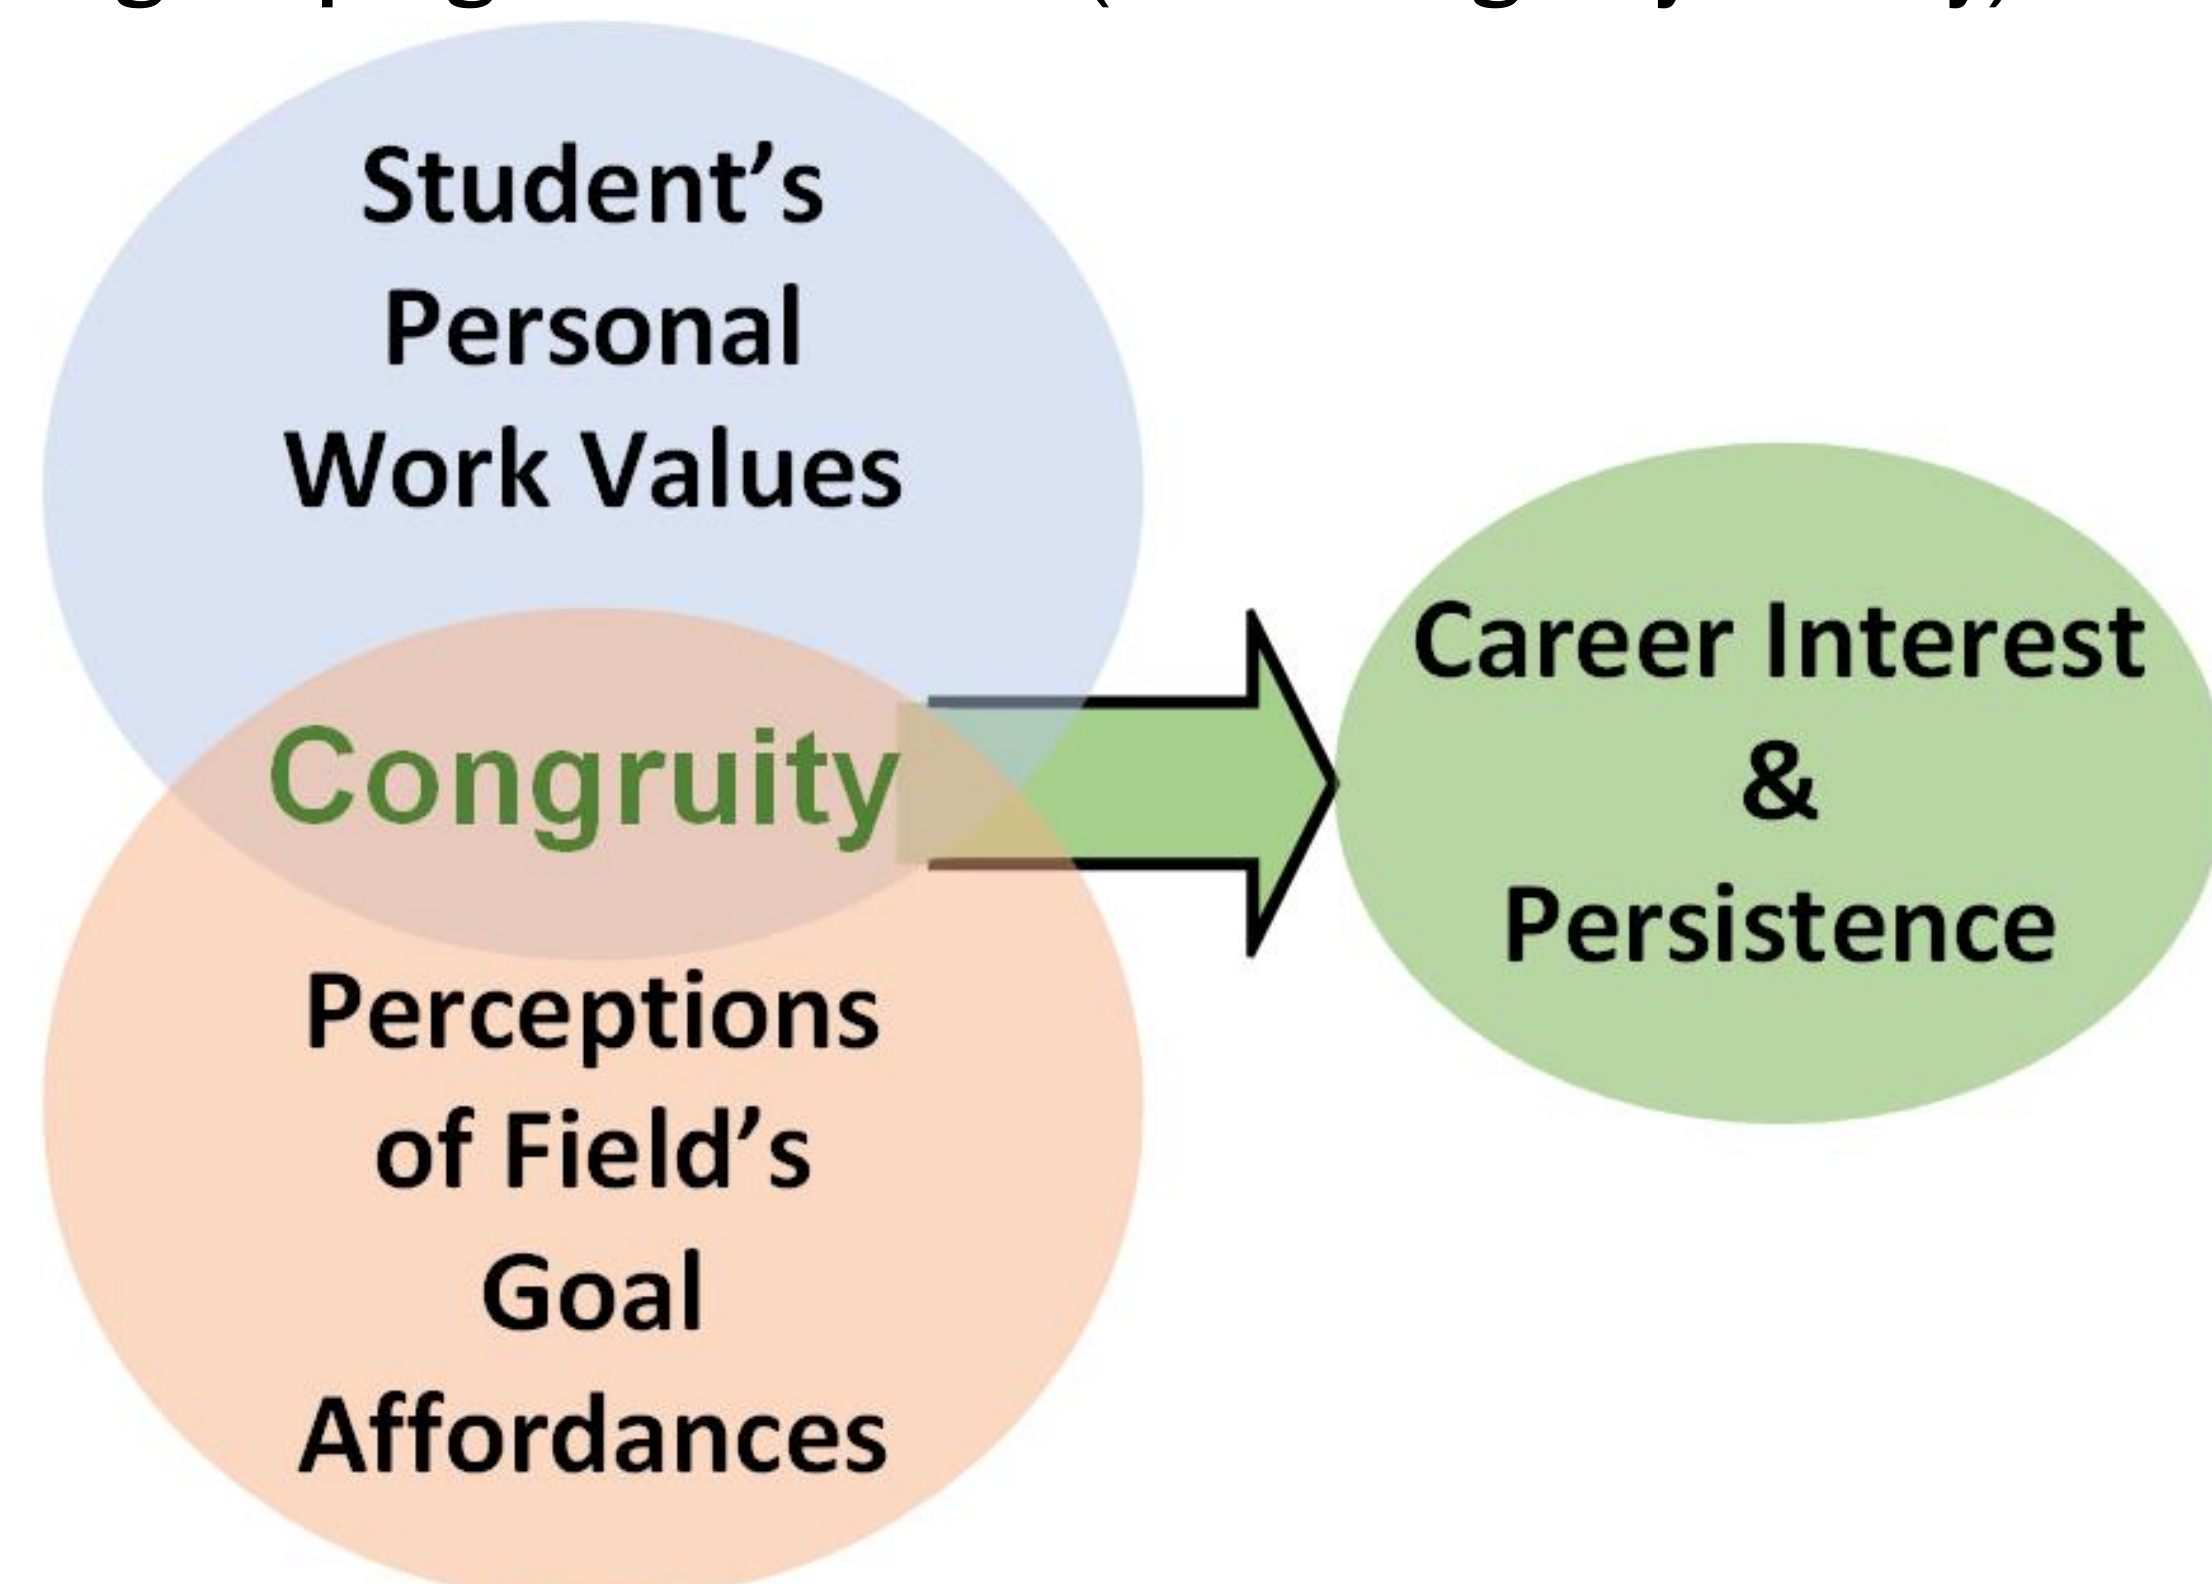 Student’s
Personal
Work Values
Congruity
Perceptions
of Field’s
Goal
Affordances
Career Interest
&
Persistence